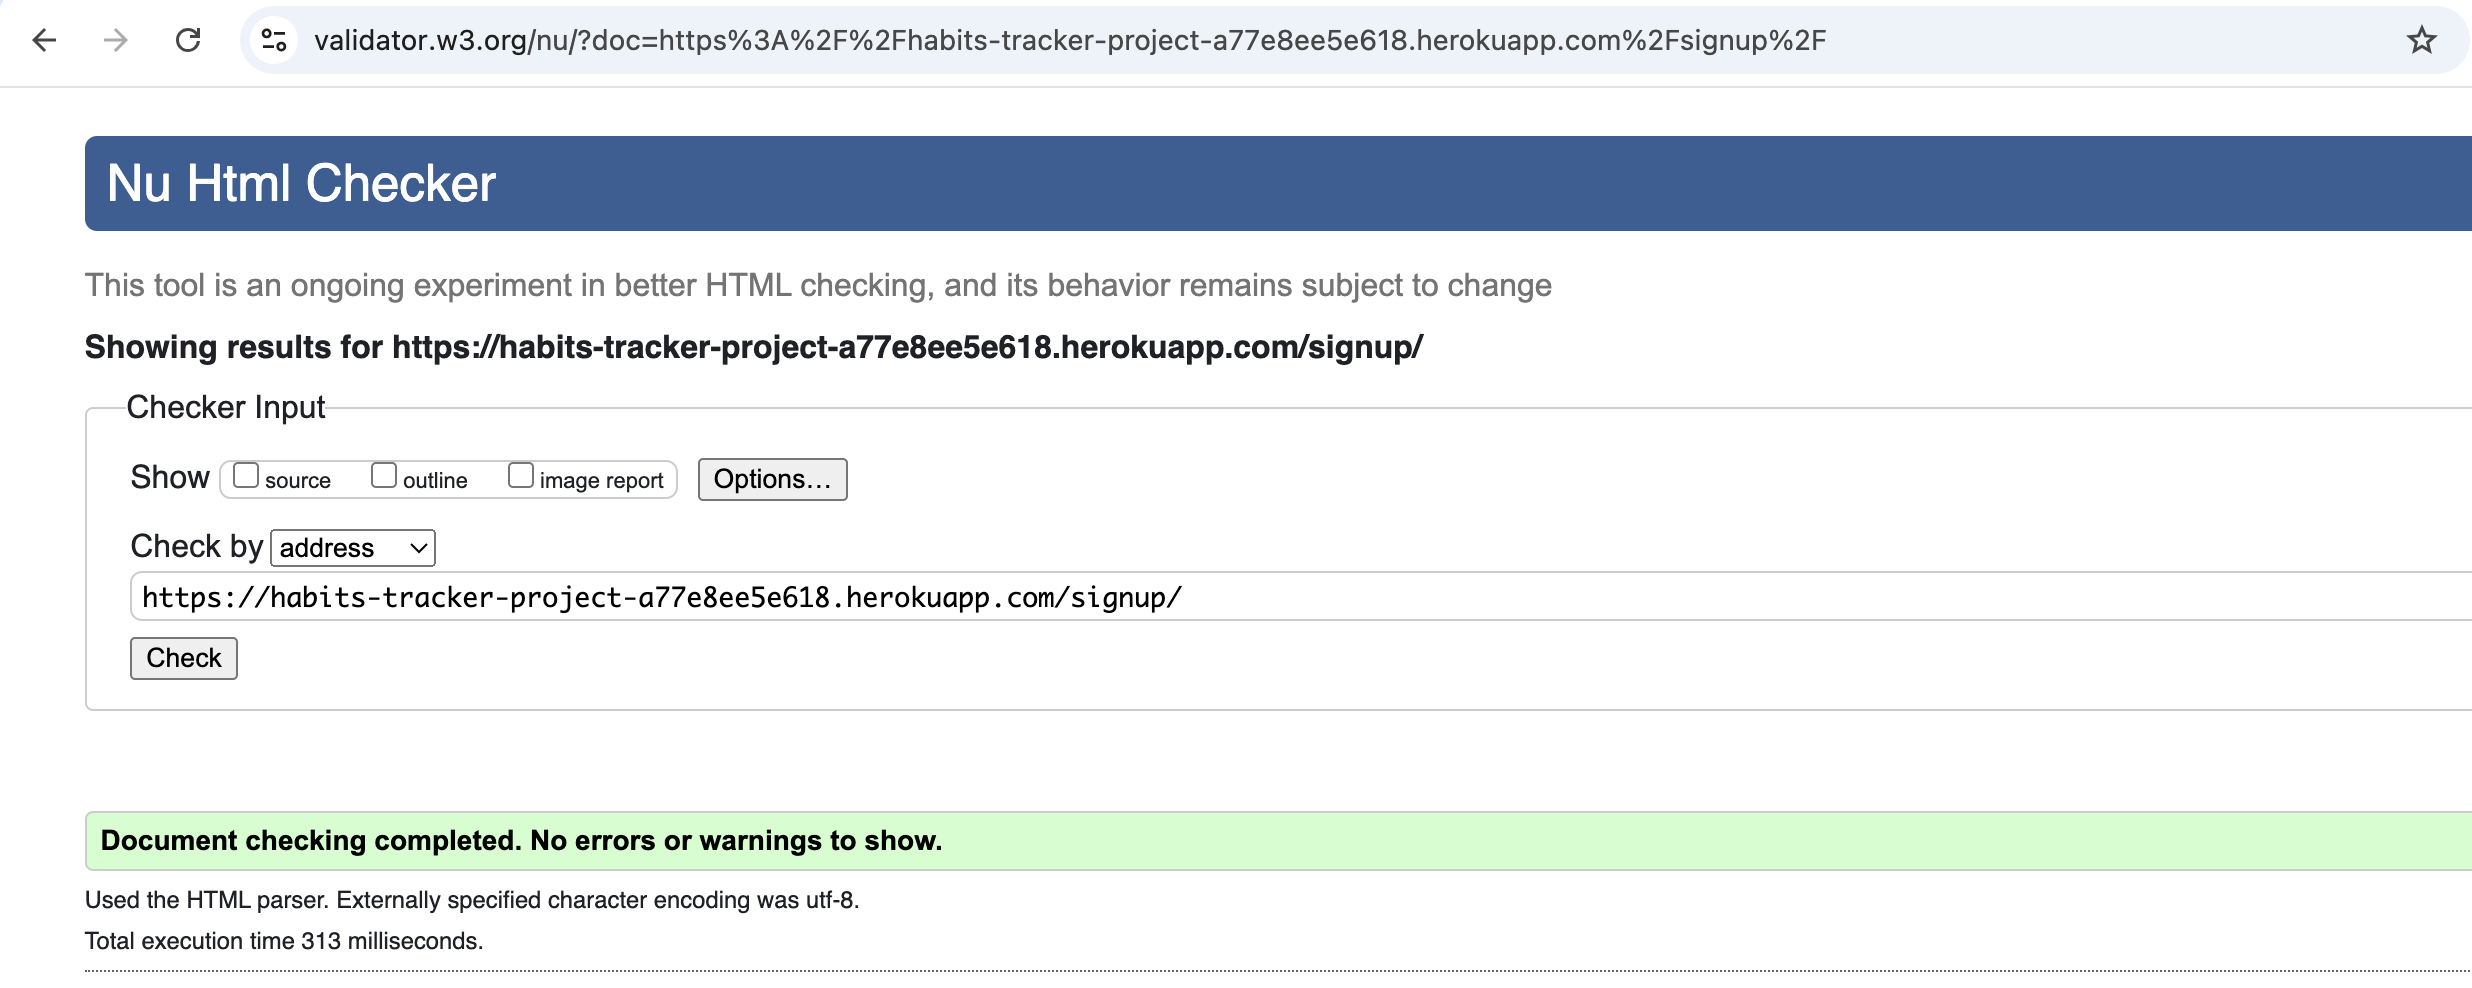 validator.w3.org/nu/?doc=https%3A%2F%2Fhabits-tracker-project-a77e8ee5e618.herokuapp.com%2Fsignup%2F
Nu Html Checker
This tool is an ongoing experiment in better HTML checking, and its behavior remains subject to change
Showing results for https://habits-tracker-project-a77e8ee5e618.herokuapp.com/signup/
Checker Input
Show source outline image report Options...
Check by address
https://habits-tracker-project-a77e8ee5e618.herokuapp.com/signup/
Check
Document checking completed. No errors or warnings to show.
Used the HTML parser. Externally specified character encoding was utf-8.
Total execution time 313 milliseconds.